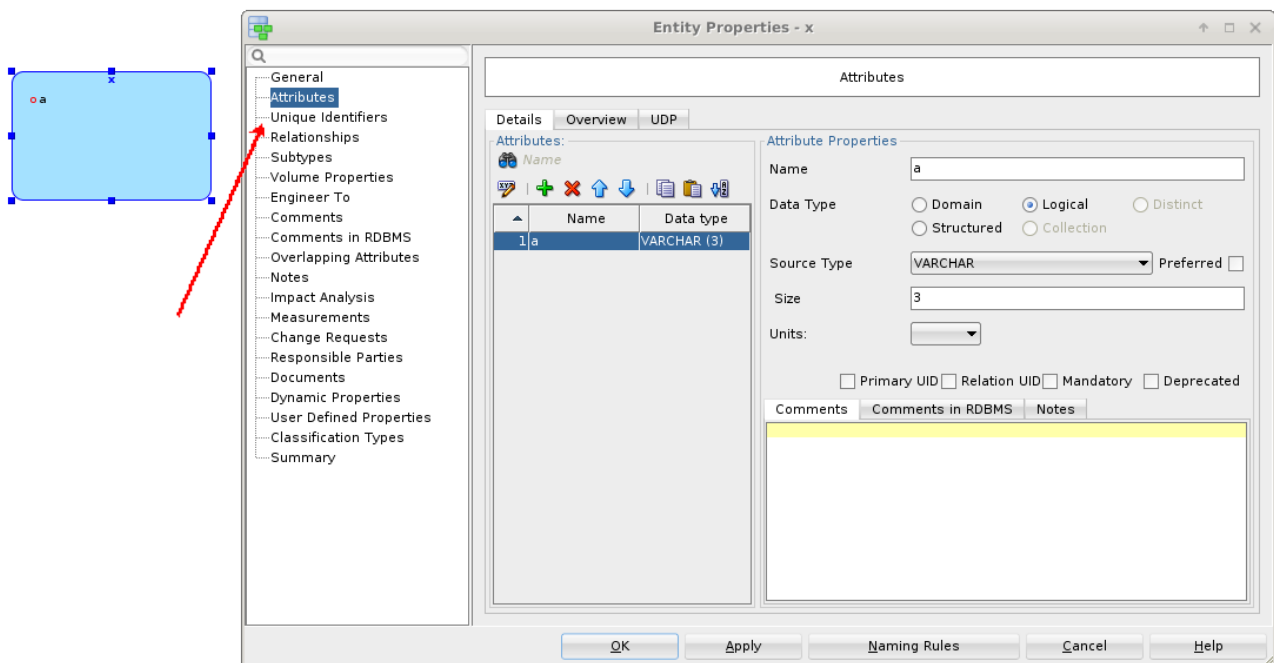 Entity Properties - x
x
a
General
Attributes
Unique Identifiers
Relationships
Subtypes
Volume Properties
Engineer To
Comments
Comments in RDBMS
Overlapping Attributes
Notes
Impact Analysis
Measurements
Change Requests
Responsible Parties
Documents
Dynamic Properties
User Defined Properties
Classification Types
Summary
Attributes
Details Overview UDP
Attributes:
Name
Name Data type
1 a VARCHAR (3)
Attribute Properties
Name a
Data Type Domain Logical Distinct
Structured Collection
Source Type VARCHAR Preferred
Size 3
Units:
Primary UID Relation UID Mandatory Deprecated
Comments Comments in RDBMS Notes
OK Apply Naming Rules Cancel Help